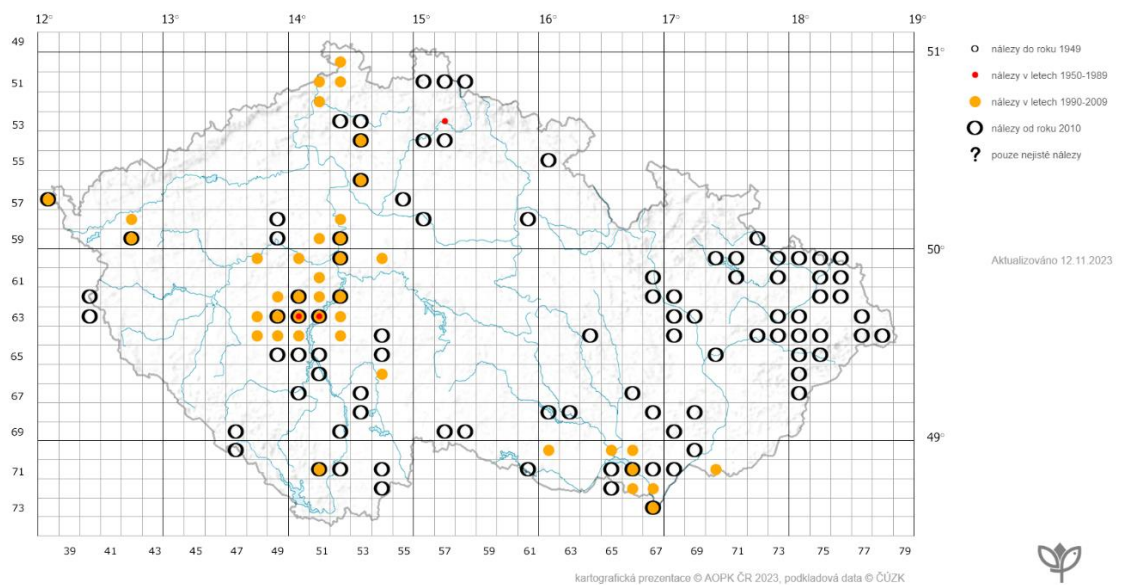 12° 13° 14° 15° 16° 17° 18° 19°
49
51° nálezy do roku 1949
51 nálezy v letech 1950-1989
nálezy v letech 1990-2009
53 nálezy od roku 2010
55 ? pouze nejisté nálezy
57
59 50°
Aktualizováno 12.11.2023
61
63
65
67
69 49°
71
73
39 41 43 45 47 49 51 53 55 57 59 61 63 65 67 69 71 73 75 77 79
kartografická prezentace © AOPK ČR 2023, podkladová data © ČÚZK